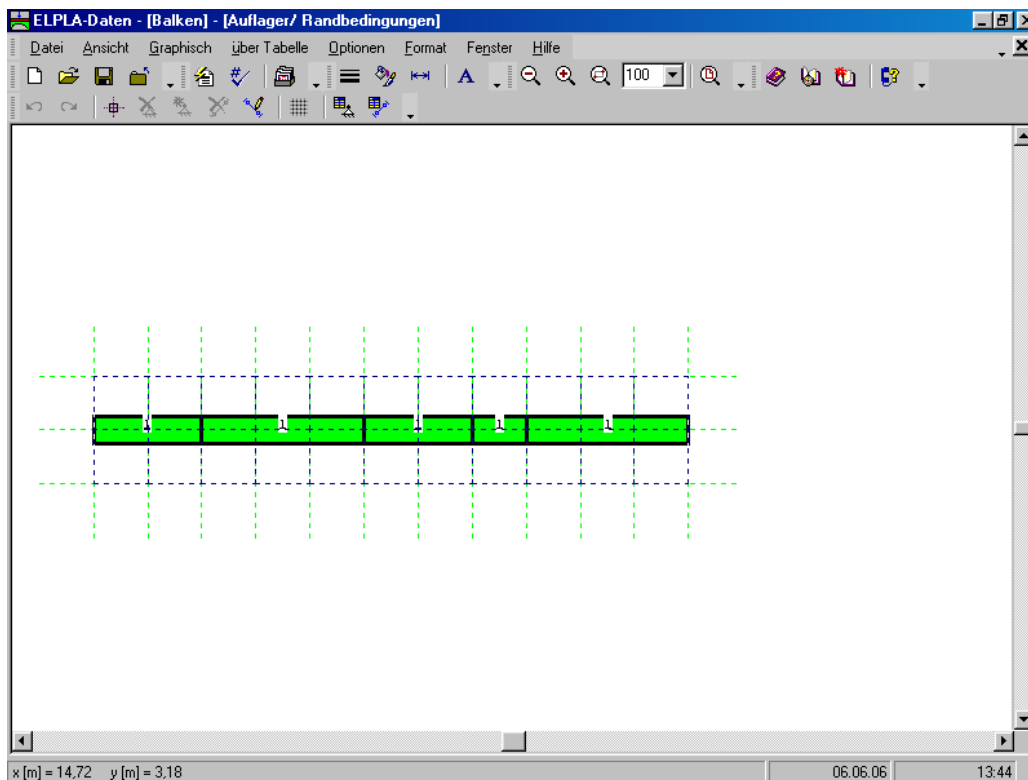 ELPLA-Daten - [Balken] - [Auflager/ Randbedingungen]
Datei Ansicht Graphisch über Tabelle Optionen Format Fenster Hilfe
A 100
1 1 1 1 1
x [m] = 14,72 y [m] = 3,18 06.06.06 13:44